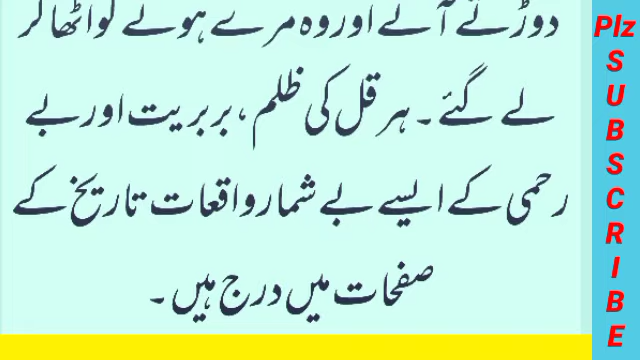 دوڑتے آئے اور وہ مرے ہوئے کو اٹھا کر
لے گئے۔ ہر قل کی ظلم، بربریت اور بے
رحمی کے ایسے بے شمار واقعات تاریخ کے
صفحات میں درج ہیں۔
Plz
SUBSCRIBE